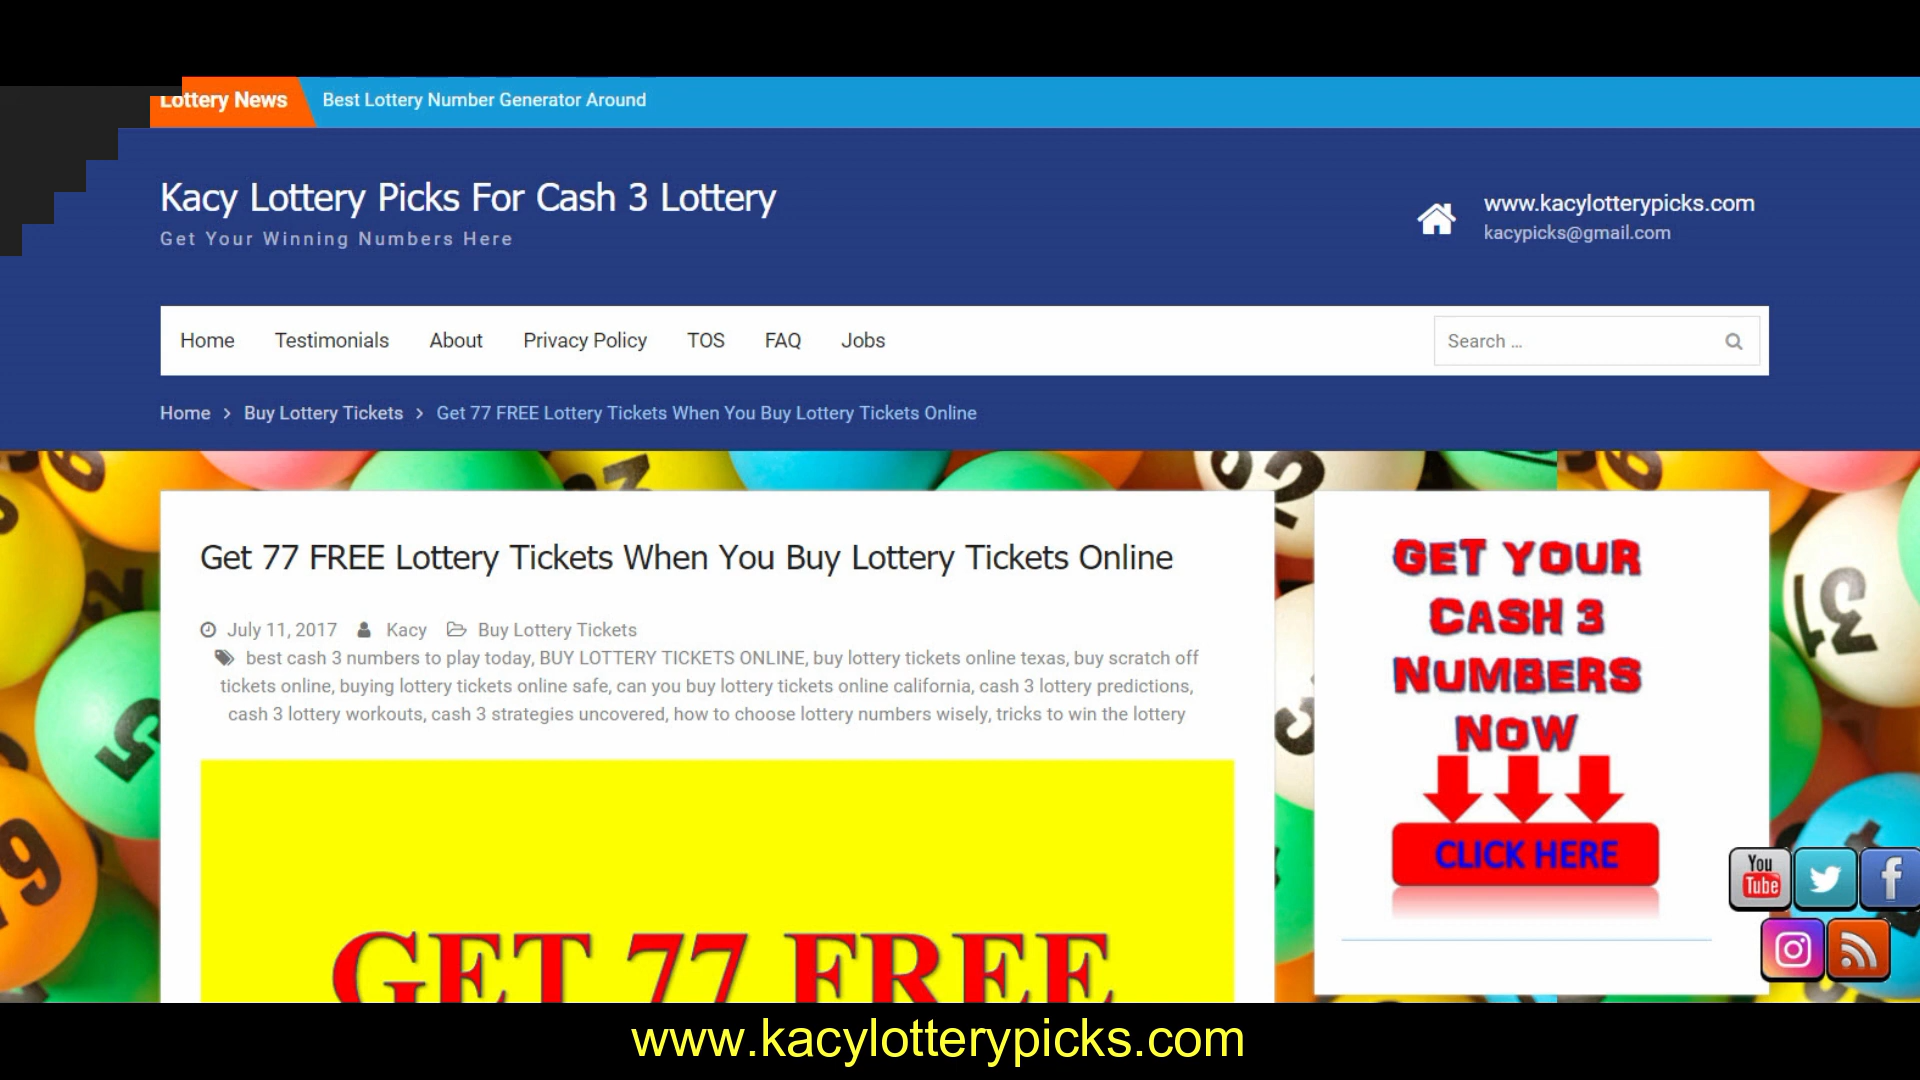 Lottery News Best Lottery Number Generator Around
Kacy Lottery Picks For Cash 3 Lottery
Get Your Winning Numbers Here
www.kacylotterypicks.com
kacypicks@gmail.com
Home Testimonials About Privacy Policy TOS FAQ Jobs
Search ...
Home > Buy Lottery Tickets > Get 77 FREE Lottery Tickets When You Buy Lottery Tickets Online
Get 77 FREE Lottery Tickets When You Buy Lottery Tickets Online
July 11, 2017 Kacy Buy Lottery Tickets
best cash 3 numbers to play today, BUY LOTTERY TICKETS ONLINE, buy lottery tickets online texas, buy scratch off
tickets online, buying lottery tickets online safe, can you buy lottery tickets online california, cash 3 lottery predictions,
cash 3 lottery workouts, cash 3 strategies uncovered, how to choose lottery numbers wisely, tricks to win the lottery
GET 77 FREE
GET YOUR
CASH 3
NUMBERS
NOW
CLICK HERE
You
Tube
www.kacylotterypicks.com